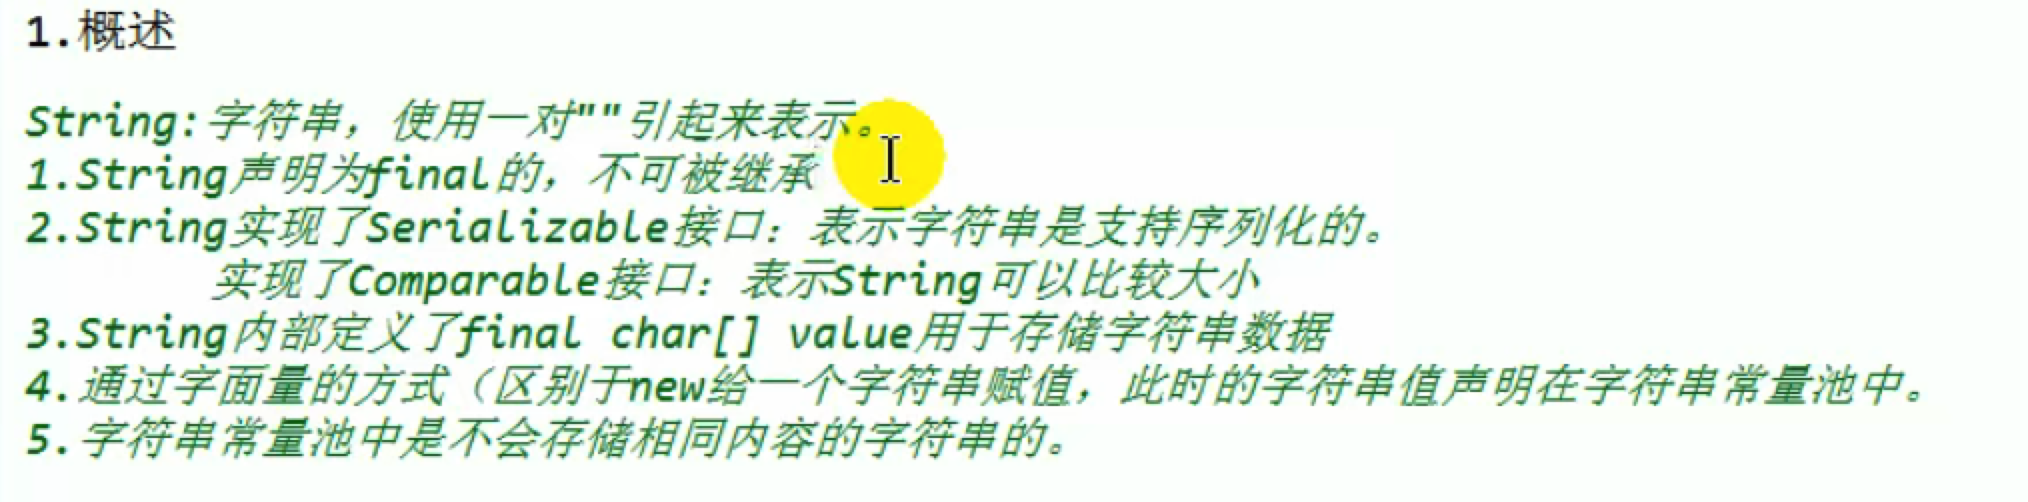 1.概述
String:字符串，使用一对""引起来表示。
1.String声明为final的，不可被继承
2.String实现了Serializable接口：表示字符串是支持序列化的。
实现了Comparable接口：表示String可以比较大小
3.String内部定义了final char[] value用于存储字符串数据
4.通过字面量的方式（区别于new给一个字符串赋值，此时的字符串值声明在字符串常量池中。
5.字符串常量池中是不会存储相同内容的字符串的。